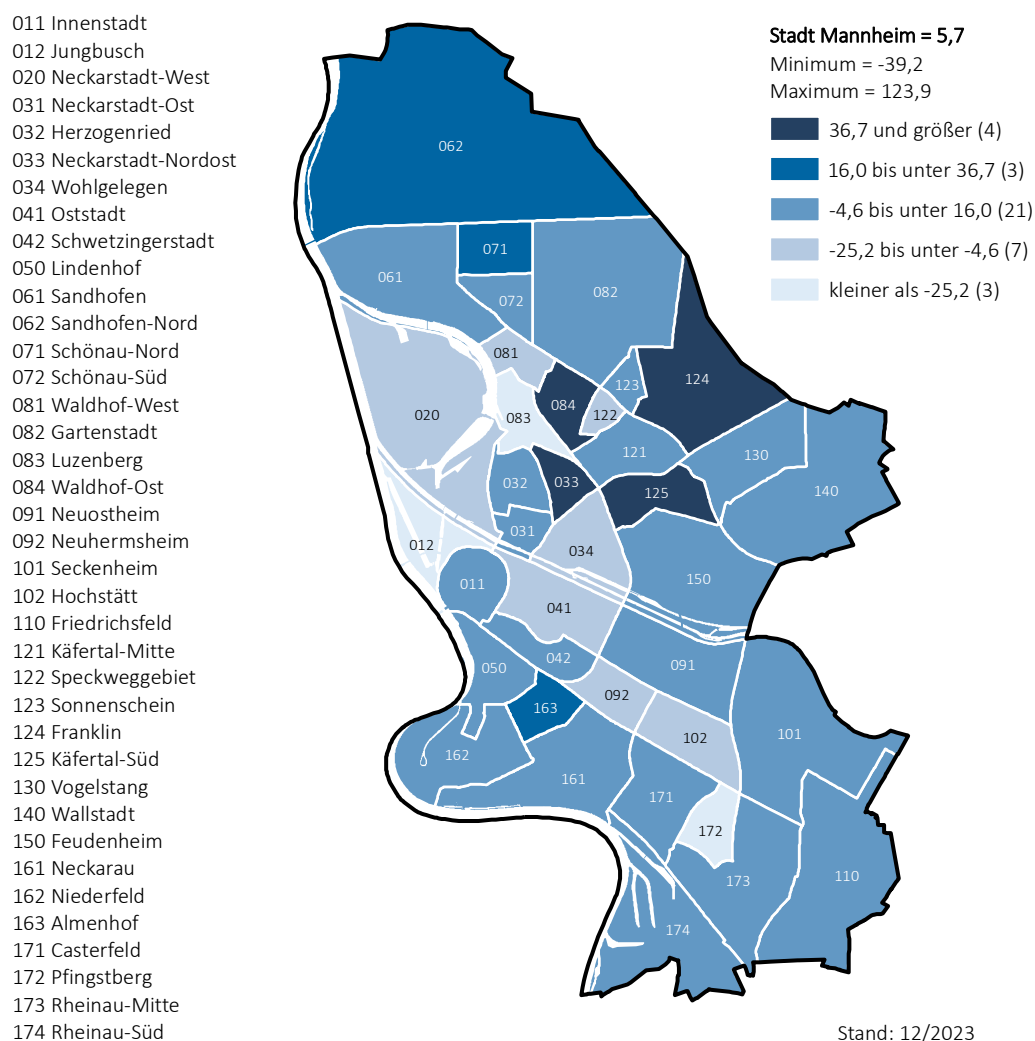 011 Innenstadt
012 Jungbusch
020 Neckarstadt-West
031 Neckarstadt-Ost
032 Herzogenried
033 Neckarstadt-Nordost
034 Wohlgelegen
041 Oststadt
042 Schwetzingerstadt
050 Lindenhof
061 Sandhofen
062 Sandhofen-Nord
071 Schönau-Nord
072 Schönau-Süd
081 Waldhof-West
082 Gartenstadt
083 Luzenberg
084 Waldhof-Ost
091 Neuostheim
092 Neuhermsheim
101 Seckenheim
102 Hochstätt
110 Friedrichsfeld
121 Käfertal-Mitte
122 Speckweggebiet
123 Sonnenschein
124 Franklin
125 Käfertal-Süd
130 Vogelstang
140 Wallstadt
150 Feudenheim
161 Neckarau
162 Niederfeld
163 Almenhof
171 Casterfeld
172 Pfingstberg
173 Rheinau-Mitte
174 Rheinau-Süd
Stadt Mannheim = 5,7
Minimum = -39,2
Maximum = 123,9
36,7 und größer (4)
16,0 bis unter 36,7 (3)
-4,6 bis unter 16,0 (21)
-25,2 bis unter -4,6 (7)
kleiner als -25,2 (3)
062
071
061
082
072
081
124
123
084
020
122
083
121
130
032
033
125
140
031
012
034
150
011
041
042
050
091
092
163
101
102
162
161
171
172
110
173
174
Stand: 12/2023